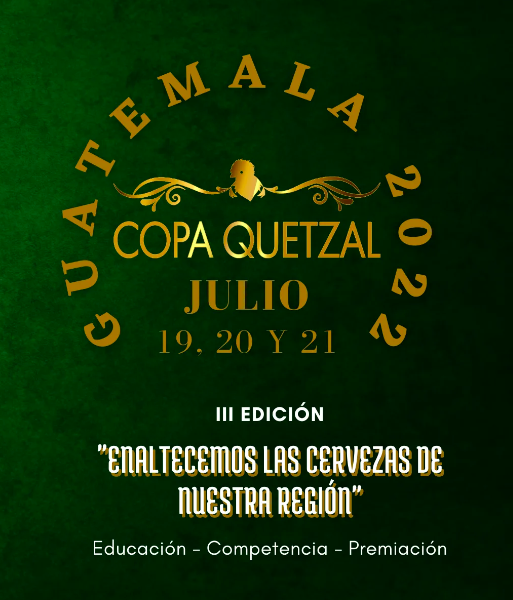 GUATEMALA 2022
COPA QUETZAL
JULIO
19, 20 Y 21
III EDICIÓN
"ENALTECEMOS LAS CERVEZAS DE
NUESTRA REGIÓN"
Educación - Competencia - Premiación